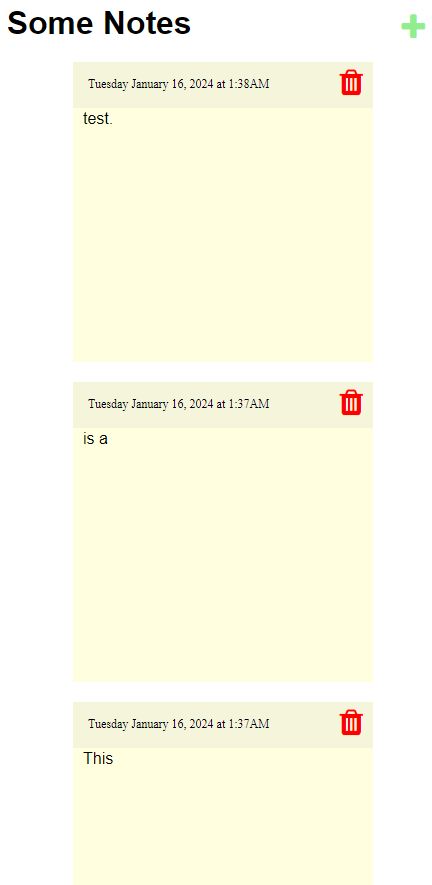 Some Notes
Tuesday January 16, 2024 at 1:38AM
test.
Tuesday January 16, 2024 at 1:37AM
is a
Tuesday January 16, 2024 at 1:37AM
This